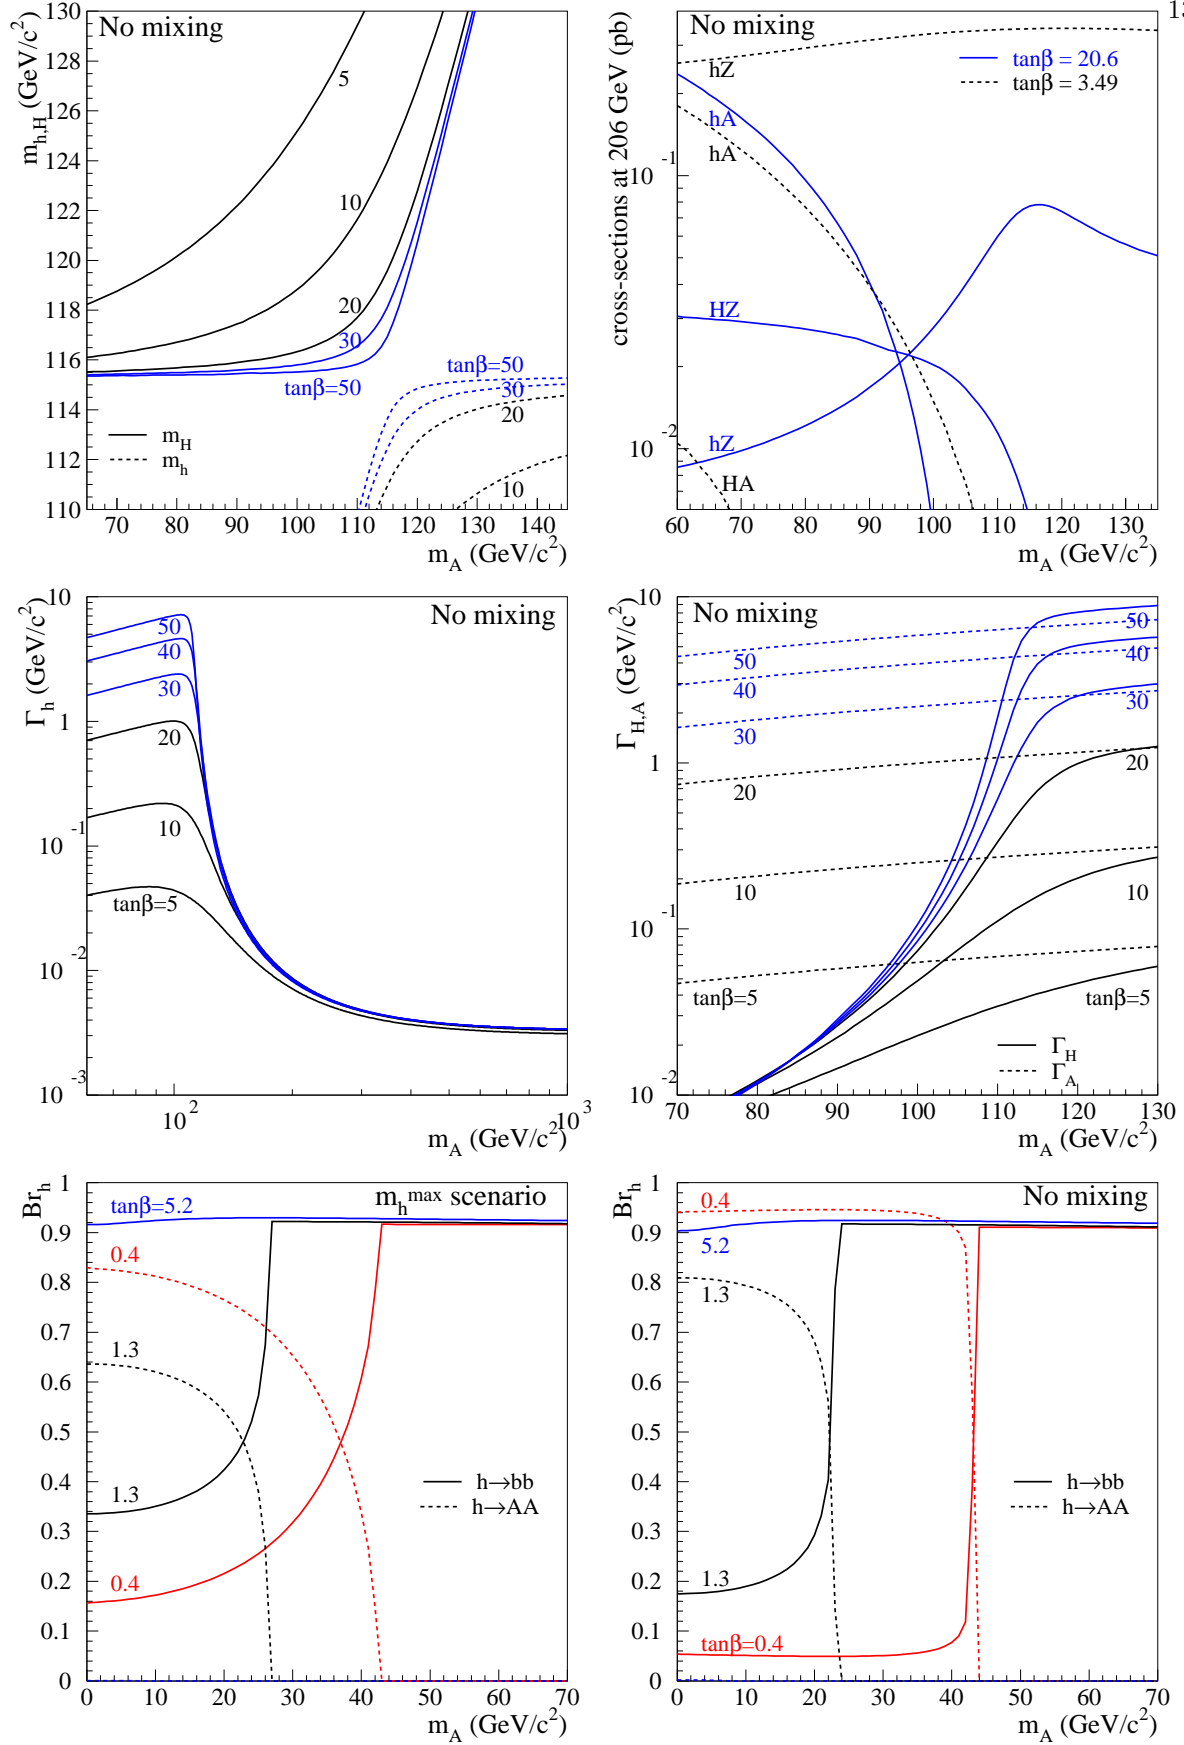 13
No mixing
m_h,H (GeV/c²)
130
128
126
124
122
120
118
116
114
112
110
5
10
20
30
tanβ=50
tanβ=50
30
20
10
m_H
m_h
70 80 90 100 110 120 130 140
m_A (GeV/c²)
No mixing
cross-sections at 206 GeV (pb)
10⁻¹
10⁻²
tanβ = 20.6
tanβ = 3.49
hZ
hA
hA
HZ
hZ
HA
60 70 80 90 100 110 120 130
m_A (GeV/c²)
No mixing
Γ_h (GeV/c²)
10
1
10⁻¹
10⁻²
10⁻³
50
40
30
20
10
tanβ=5
10² 10³
m_A (GeV/c²)
No mixing
Γ_H,A (GeV/c²)
10
1
10⁻¹
10⁻²
50
40
30
20
10
tanβ=5
50
40
30
20
10
tanβ=5
Γ_H
Γ_A
70 80 90 100 110 120 130
m_A (GeV/c²)
m_h^max scenario
Br_h
1
0.9
0.8
0.7
0.6
0.5
0.4
0.3
0.2
0.1
0
tanβ=5.2
0.4
1.3
1.3
0.4
h→bb
h→AA
0 10 20 30 40 50 60 70
m_A (GeV/c²)
No mixing
Br_h
1
0.9
0.8
0.7
0.6
0.5
0.4
0.3
0.2
0.1
0
0.4
5.2
1.3
1.3
tanβ=0.4
h→bb
h→AA
0 10 20 30 40 50 60 70
m_A (GeV/c²)